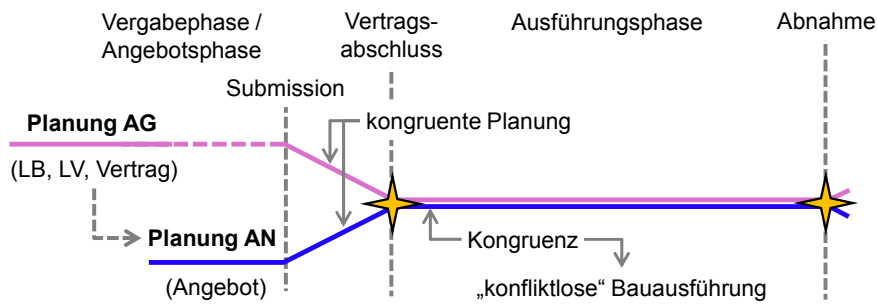 Vergabephase /
Angebotsphase
Vertrags-
abschluss
Ausführungsphase
Abnahme
Submission
Planung AG
kongruente Planung
(LB, LV, Vertrag)
Planung AN
Kongruenz
(Angebot)
„konfliktlose“ Bauausführung